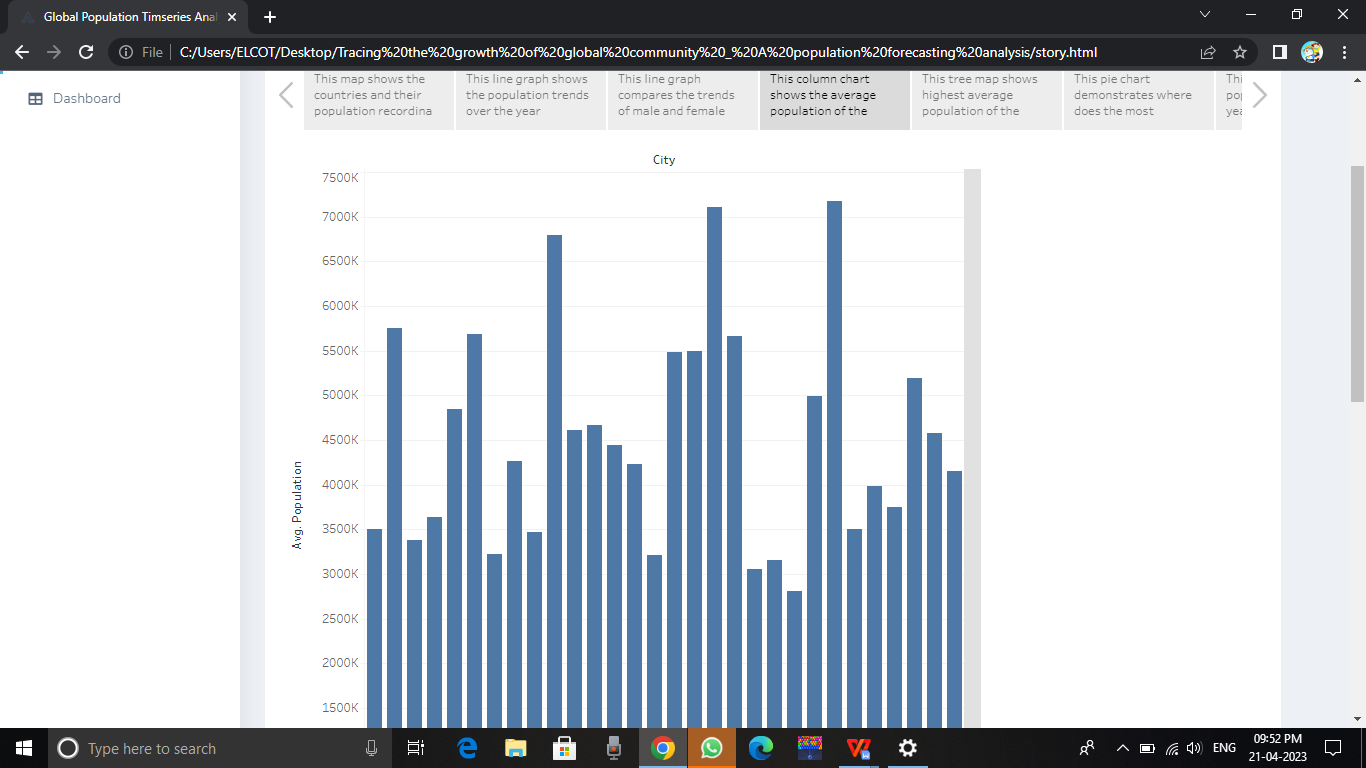 Global Population Timseries Anal
File
C:/Users/ELCOT/Desktop/Tracing%20the%20growth%20of%20global%20community%20_%20A%20population%20forecasting%20analysis/story.html
Dashboard
This map shows the
countries and their
population recordina
This line graph shows
the population trends
over the year
This line graph
compares the trends
of male and female
This column chart
shows the average
population of the
This tree map shows
highest average
population of the
This pie chart
demonstrates where
does the most
City
7500K
7000K
6500K
6000K
5500K
5000K
4500K
4000K
3500K
3000K
2500K
2000K
1500K
Avg. Population
Type here to search
ENG
09:52 PM
21-04-2023